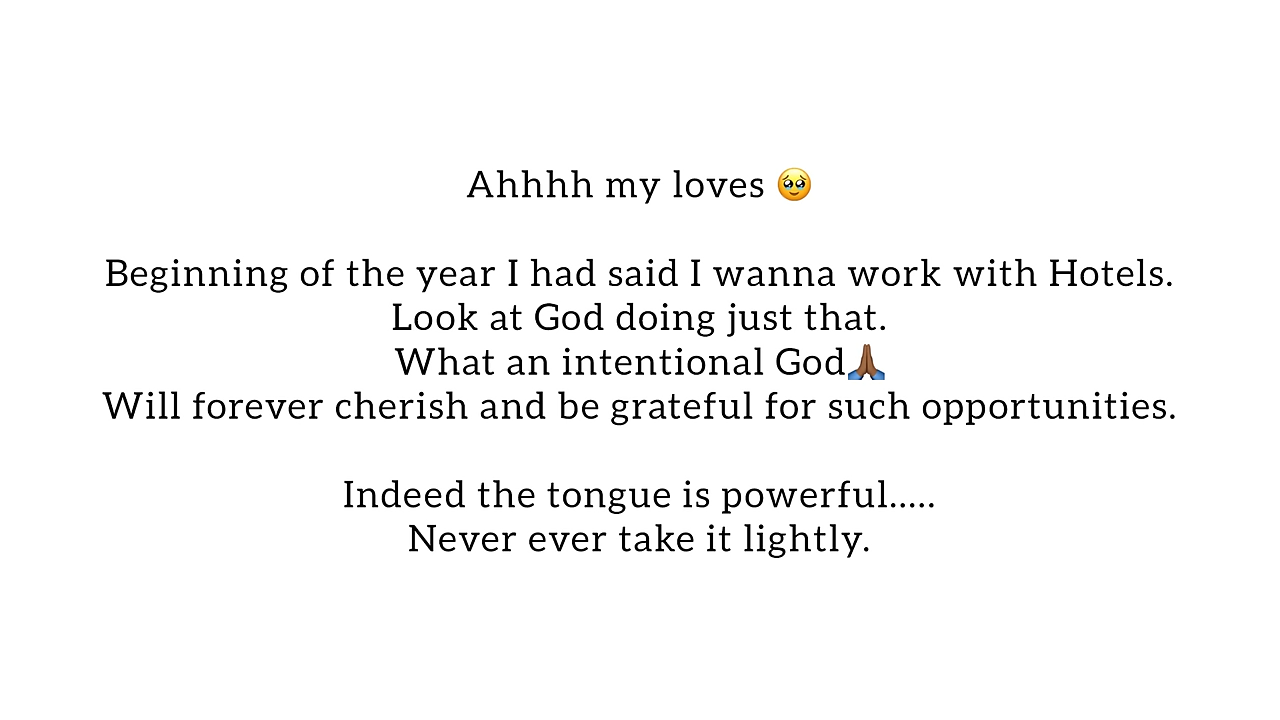 Ahhhh my loves 🥹
Beginning of the year I had said I wanna work with Hotels.
Look at God doing just that.
What an intentional God🙏🏾
Will forever cherish and be grateful for such opportunities.
Indeed the tongue is powerful.....
Never ever take it lightly.